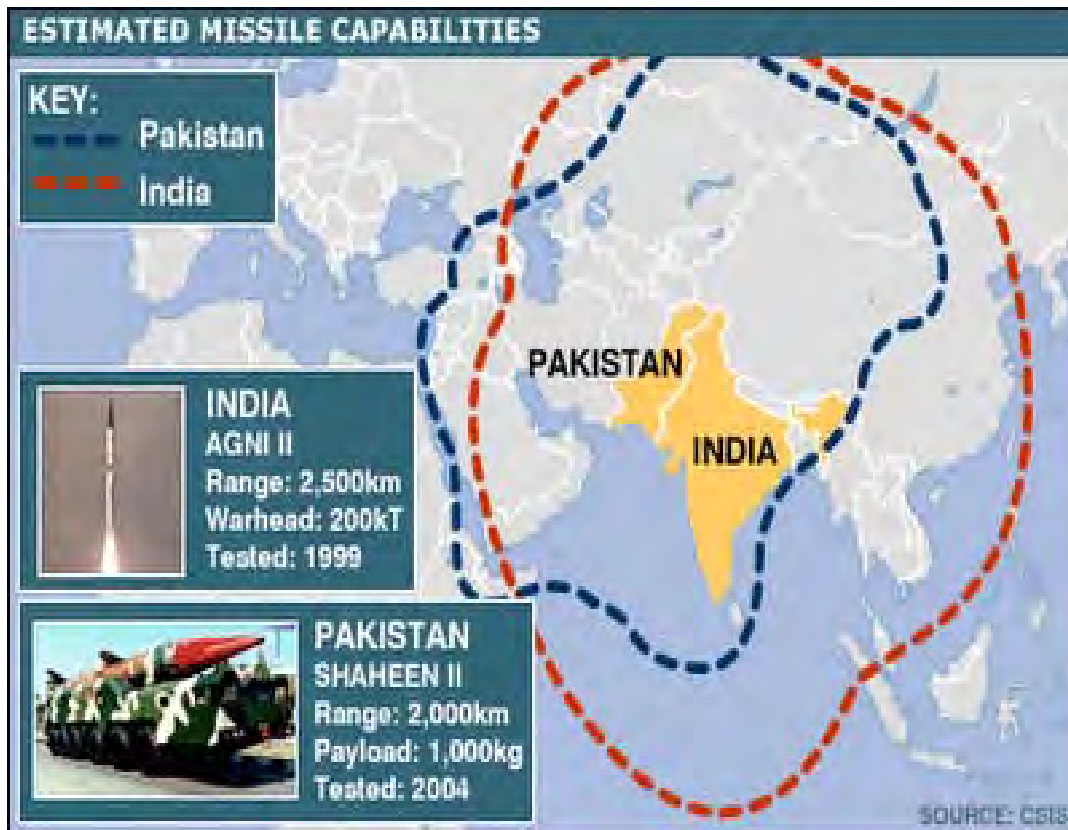 ESTIMATED MISSILE CAPABILITIES
KEY:
Pakistan
India
PAKISTAN
INDIA
INDIA
AGNI II
Range: 2,500km
Warhead: 200kT
Tested: 1999
PAKISTAN
SHAHEEN II
Range: 2,000km
Payload: 1,000kg
Tested: 2004
SOURCE: CSIS